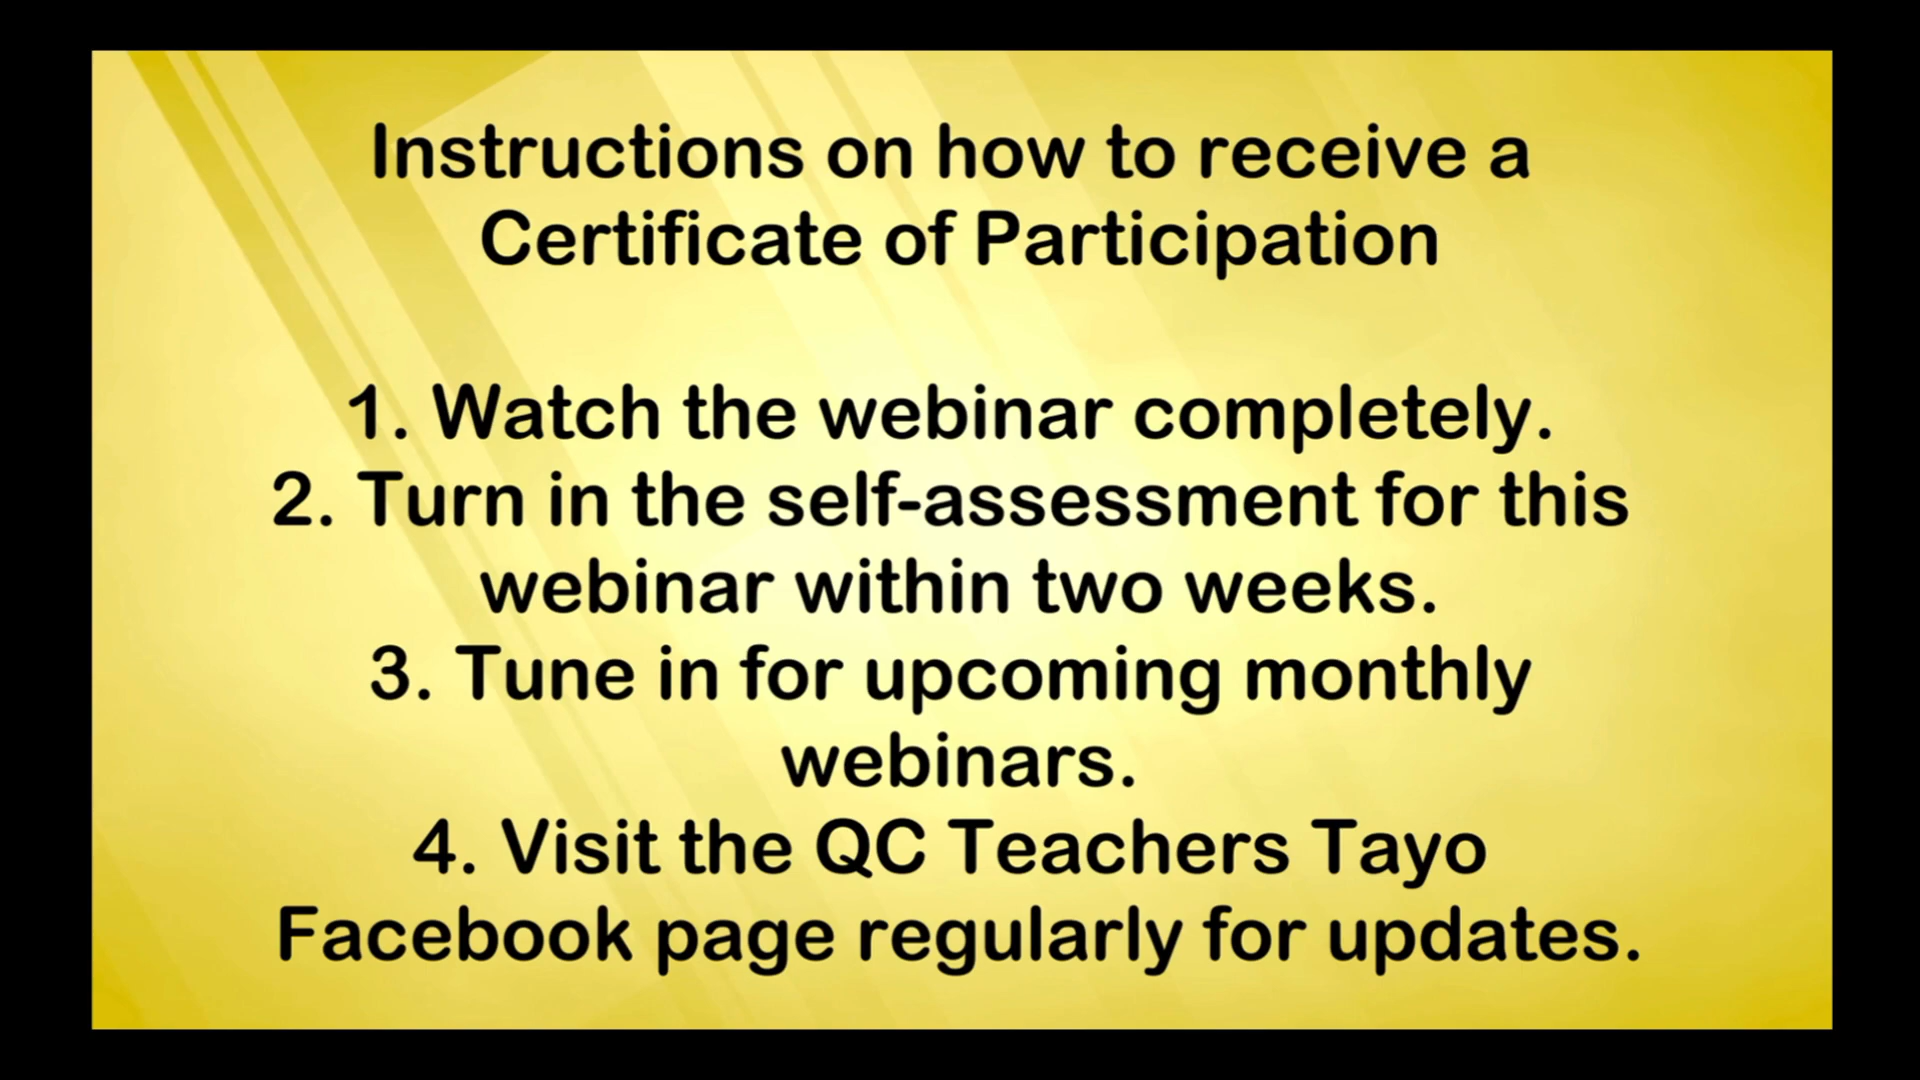 Instructions on how to receive a
Certificate of Participation
1. Watch the webinar completely.
2. Turn in the self-assessment for this
webinar within two weeks.
3. Tune in for upcoming monthly
webinars.
4. Visit the QC Teachers Tayo
Facebook page regularly for updates.